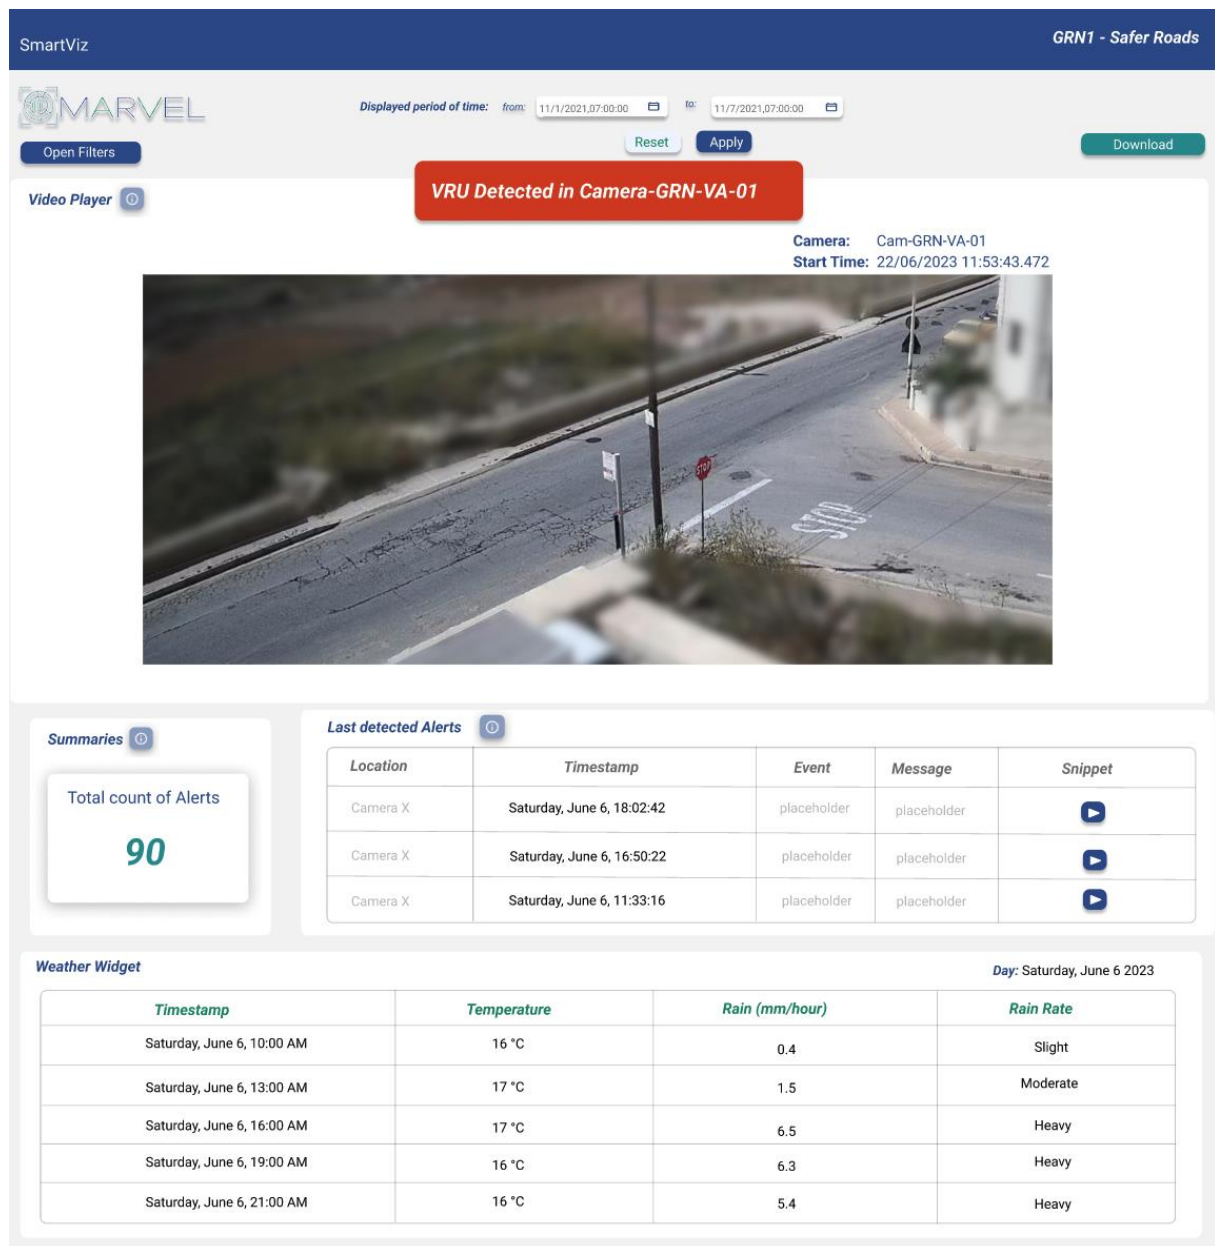 SmartViz
GRN1 - Safer Roads
MARVEL
Displayed period of time: from: 11/1/2021,07:00:00 to: 11/7/2021,07:00:00
Reset Apply
Open Filters
Download
VRU Detected in Camera-GRN-VA-01
Video Player
Camera: Cam-GRN-VA-01
Start Time: 22/06/2023 11:53:43.472
STOP
STOP
Summaries
Total count of Alerts
90
Last detected Alerts
Location Timestamp Event Message Snippet
Camera X Saturday, June 6, 18:02:42 placeholder placeholder
Camera X Saturday, June 6, 16:50:22 placeholder placeholder
Camera X Saturday, June 6, 11:33:16 placeholder placeholder
Weather Widget
Day: Saturday, June 6 2023
Timestamp Temperature Rain (mm/hour) Rain Rate
Saturday, June 6, 10:00 AM 16 °C 0.4 Slight
Saturday, June 6, 13:00 AM 17 °C 1.5 Moderate
Saturday, June 6, 16:00 AM 17 °C 6.5 Heavy
Saturday, June 6, 19:00 AM 16 °C 6.3 Heavy
Saturday, June 6, 21:00 AM 16 °C 5.4 Heavy